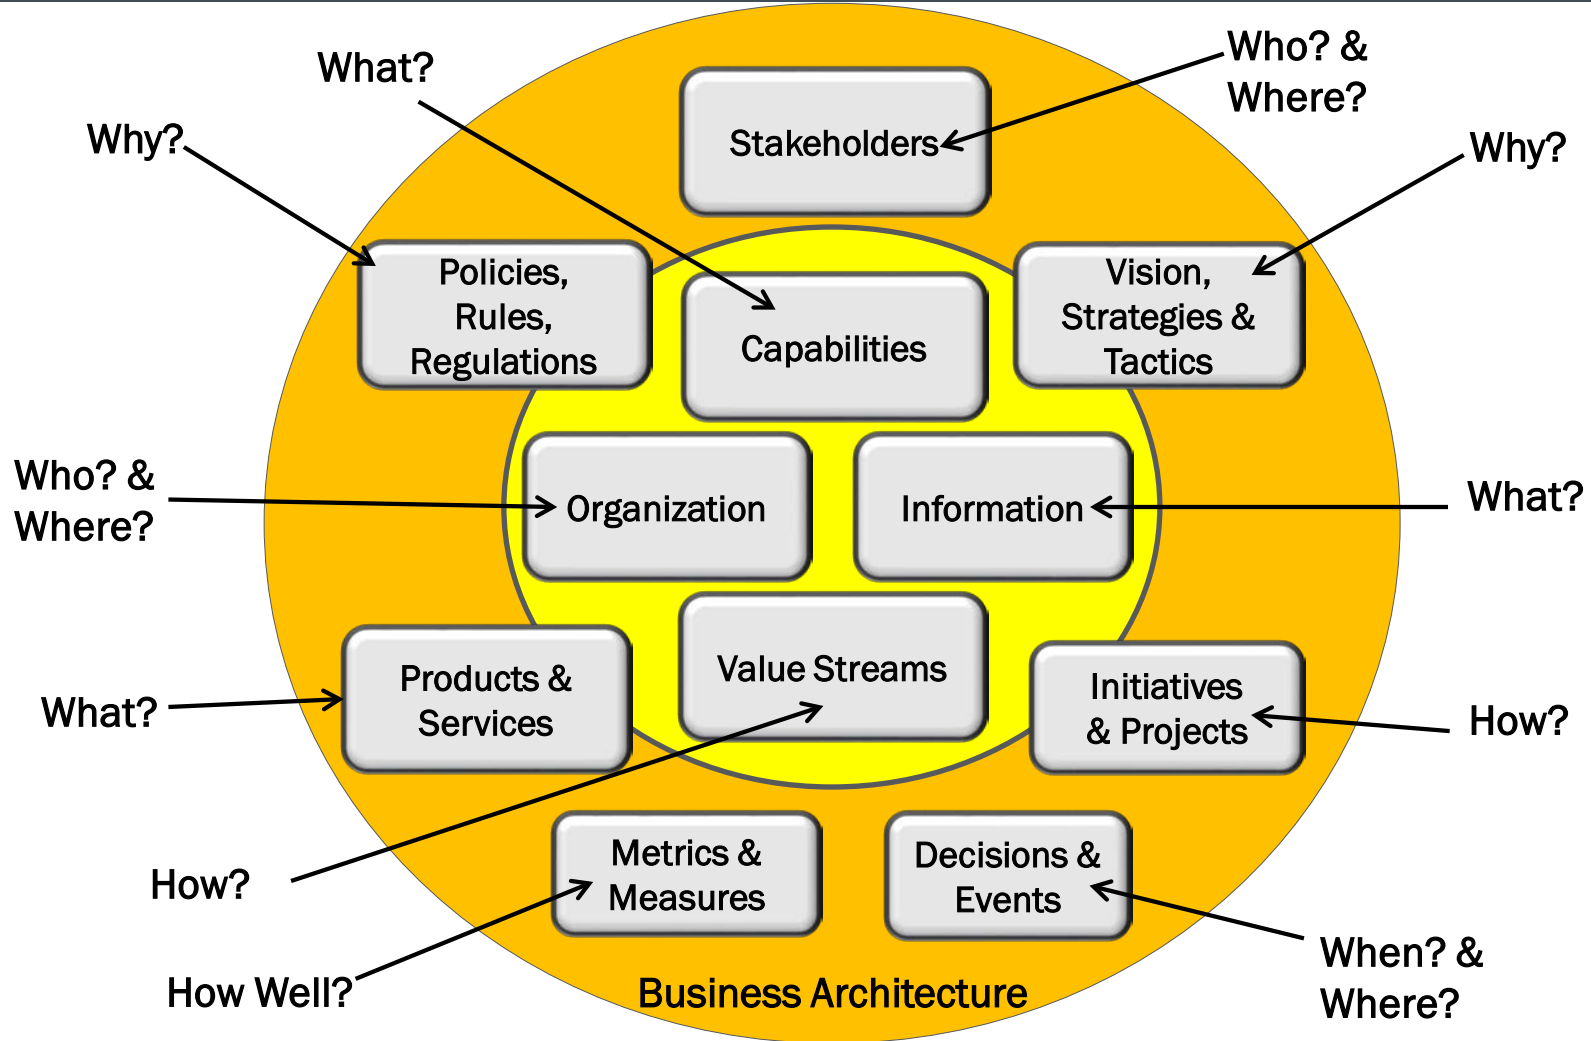 What?
Who? &
Where?
Why?
Why?
Stakeholders
Policies,
Rules,
Regulations
Capabilities
Vision,
Strategies &
Tactics
Who? &
Where?
Organization
Information
What?
What?
Products &
Services
Value Streams
Initiatives
& Projects
How?
How?
Metrics &
Measures
Decisions &
Events
How Well?
Business Architecture
When? &
Where?